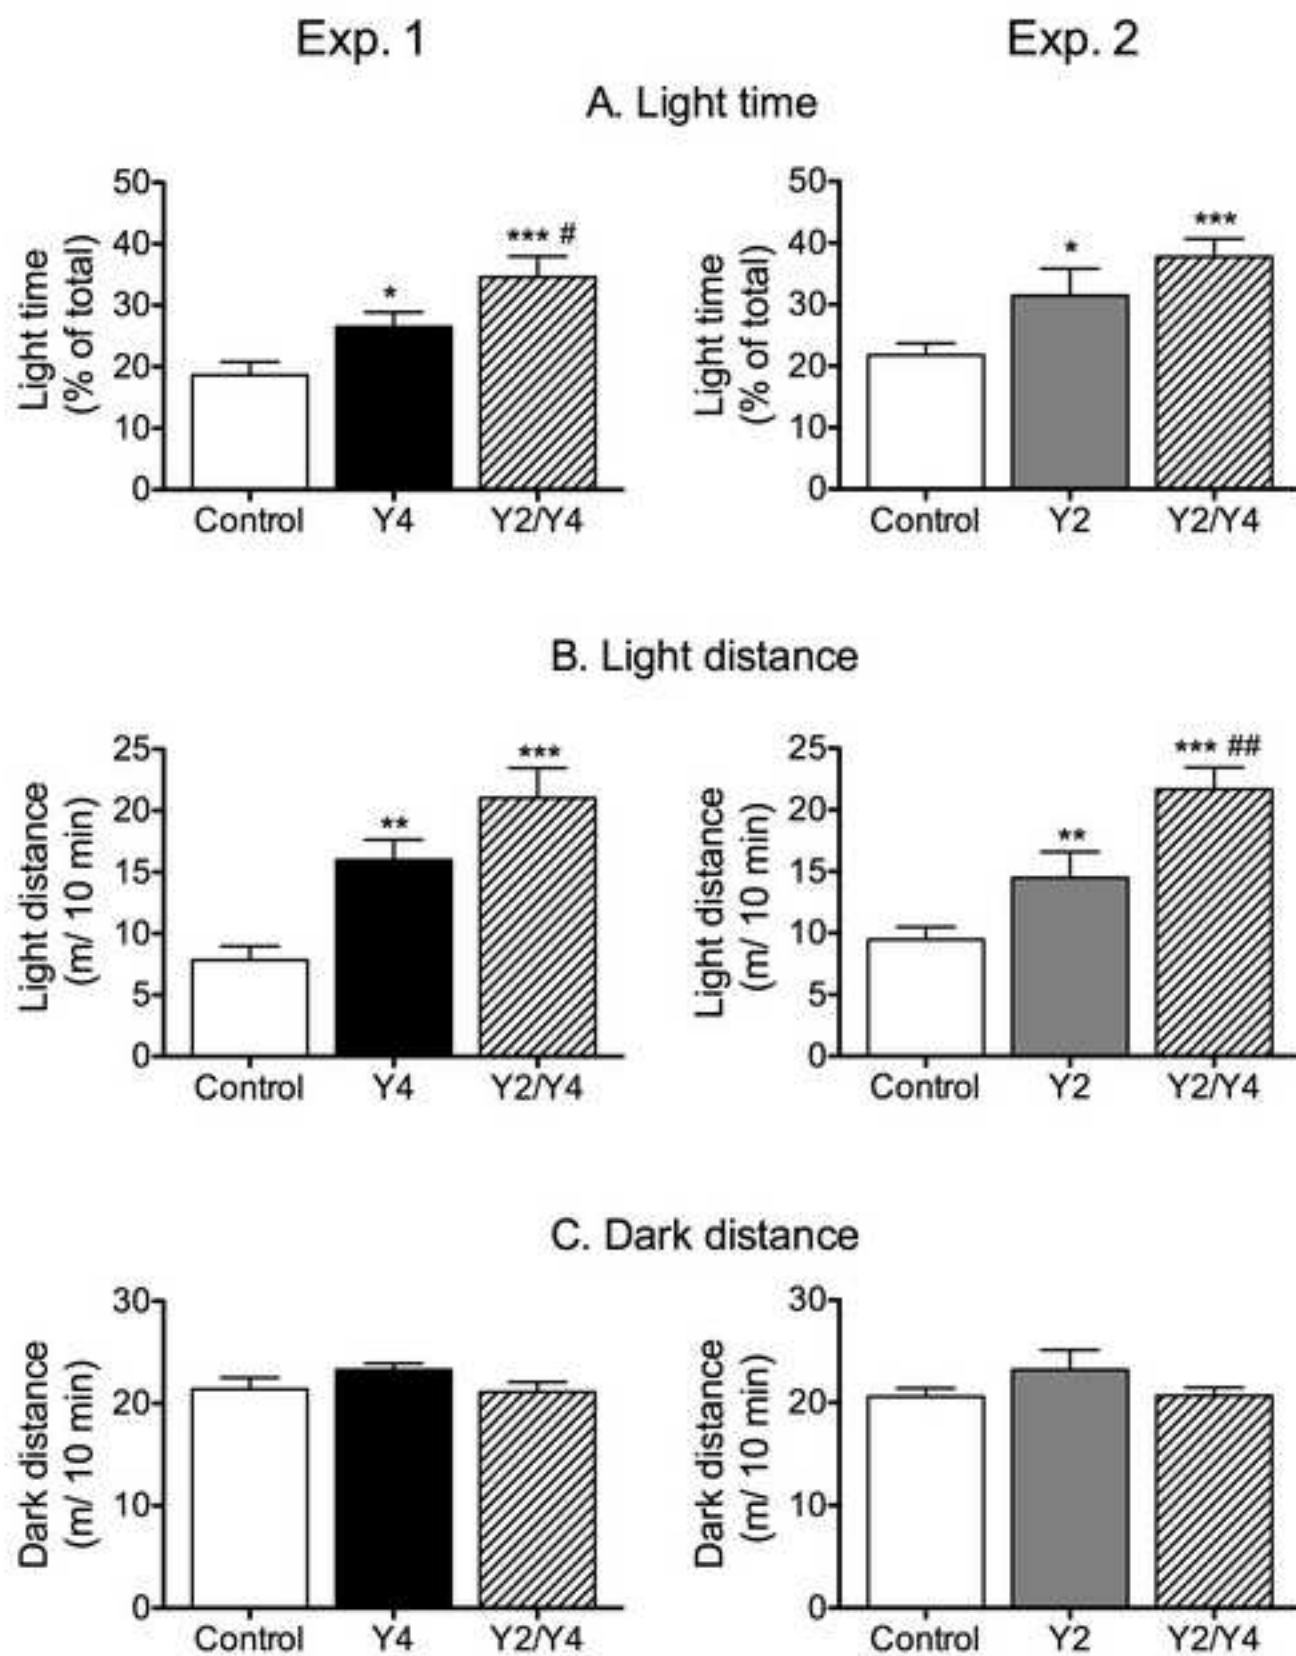 Exp. 1
Exp. 2
A. Light time
Light time
(% of total)
50
40
30
20
10
0
*
*** #
Control
Y4
Y2/Y4
Light time
(% of total)
50
40
30
20
10
0
*
***
Control
Y2
Y2/Y4
B. Light distance
Light distance
(m/ 10 min)
25
20
15
10
5
0
**
***
Control
Y4
Y2/Y4
Light distance
(m/ 10 min)
25
20
15
10
5
0
**
*** ##
Control
Y2
Y2/Y4
C. Dark distance
Dark distance
(m/ 10 min)
30
20
10
0
Control
Y4
Y2/Y4
Dark distance
(m/ 10 min)
30
20
10
0
Control
Y2
Y2/Y4